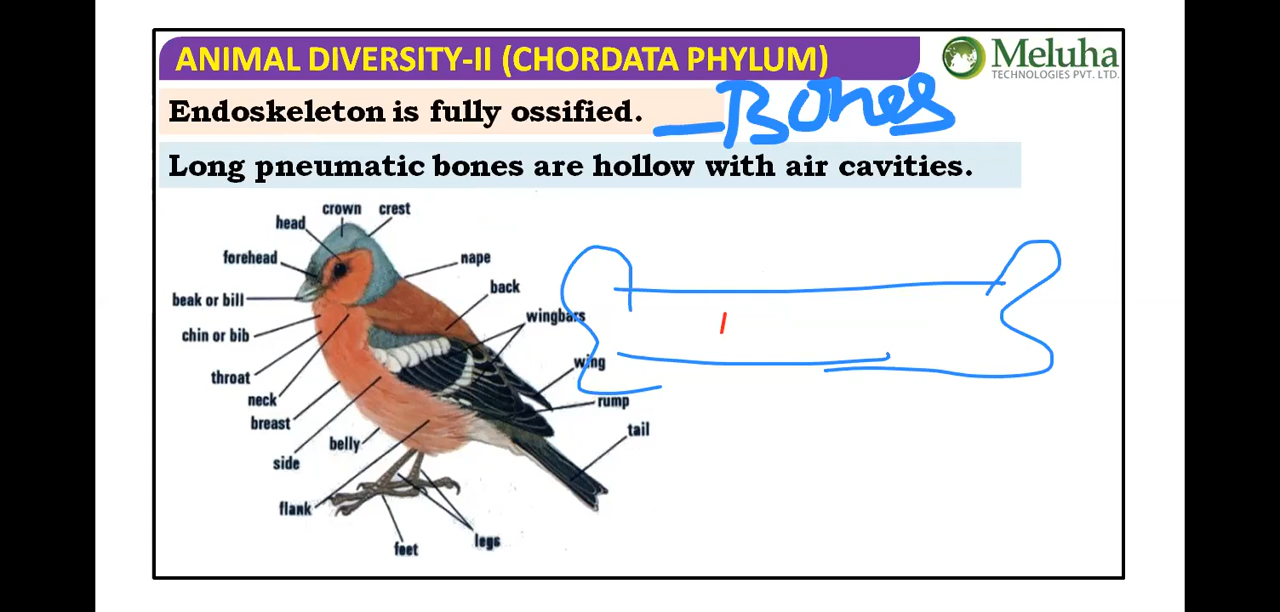 ANIMAL DIVERSITY-II (CHORDATA PHYLUM)
Meluha
TECHNOLOGIES PVT. LTD.
Endoskeleton is fully ossified. Bones
Long pneumatic bones are hollow with air cavities.
crown crest
head
forehead
nape
beak or bill
back
chin or bib
wingbars
throat
wing
neck
rump
breast
belly
tail
side
flank
legs
feet